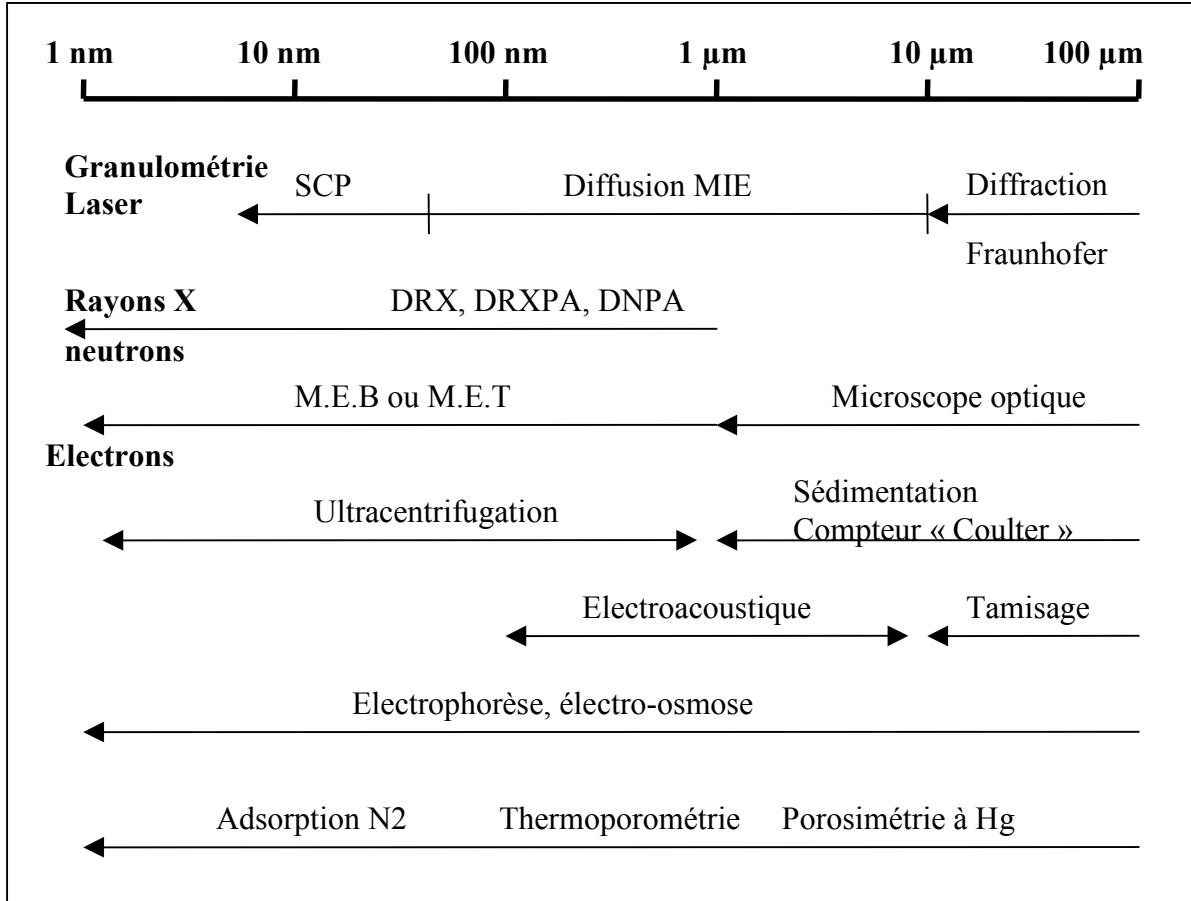 1 nm 10 nm 100 nm 1 µm 10 µm 100 µm
Granulométrie
Laser
SCP Diffusion MIE Diffraction
Fraunhofer
Rayons X DRX, DRXPA, DNPA
neutrons
M.E.B ou M.E.T Microscope optique
Electrons
Ultracentrifugation
Sédimentation
Compteur « Coulter »
Electroacoustique Tamisage
Electrophorèse, électro-osmose
Adsorption N2 Thermoporométrie Porosimétrie à Hg